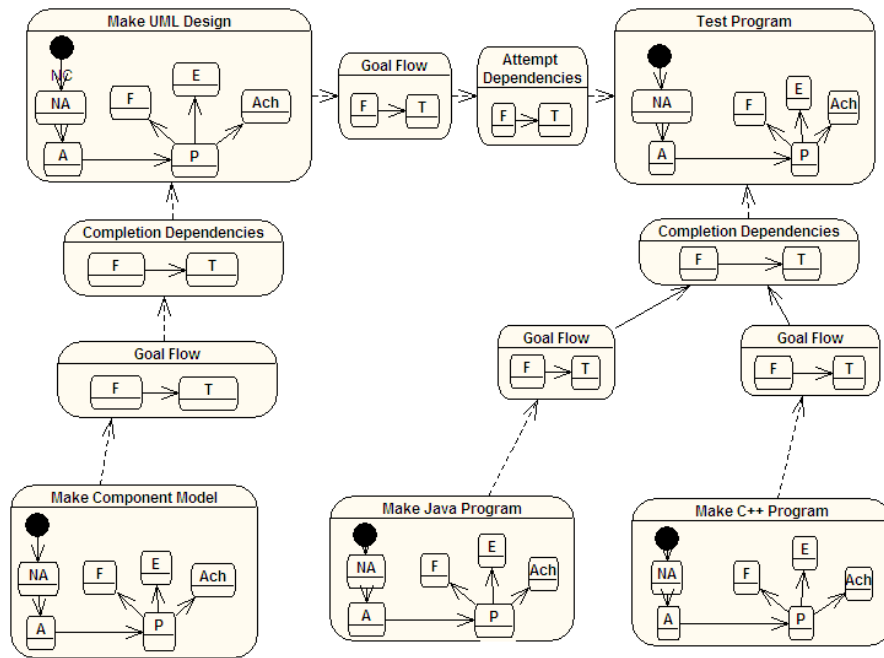 Make UML Design
NC
NA
A
F
E
Ach
P
Goal Flow
F
T
Attempt
Dependencies
F
T
Test Program
NA
A
F
E
Ach
P
Completion Dependencies
F
T
Completion Dependencies
F
T
Goal Flow
F
T
Goal Flow
F
T
Goal Flow
F
T
Make Component Model
NA
A
F
E
Ach
P
Make Java Program
NA
A
F
E
Ach
P
Make C++ Program
NA
A
F
E
Ach
P